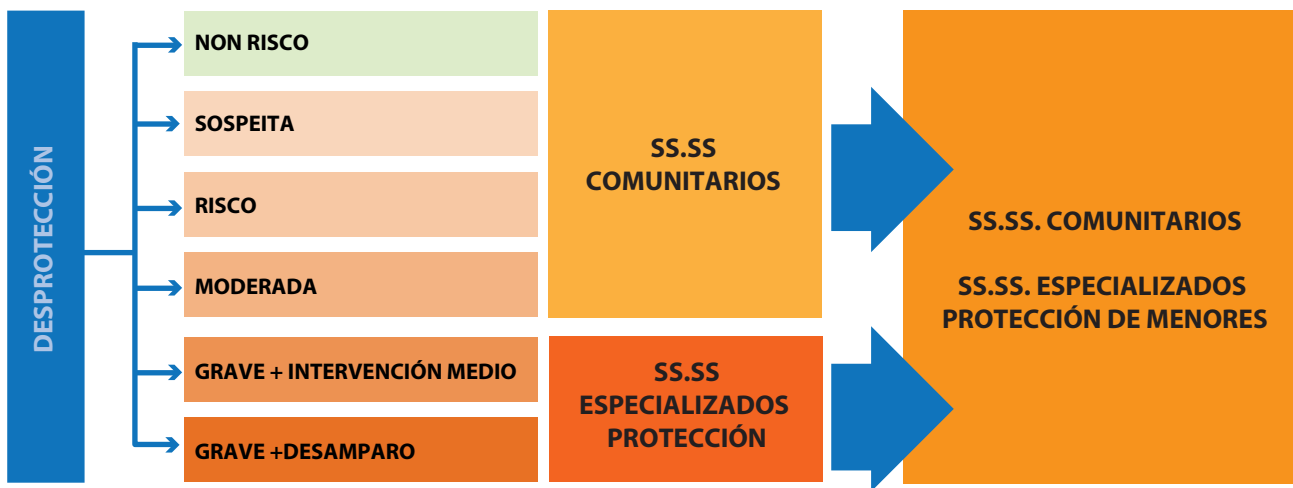 DESPROTECCIÓN
NON RISCO
SOSPEITA
RISCO
MODERADA
GRAVE + INTERVENCIÓN MEDIO
GRAVE +DESAMPARO
SS.SS
COMUNITARIOS
SS.SS
ESPECIALIZADOS
PROTECCIÓN
SS.SS. COMUNITARIOS
SS.SS. ESPECIALIZADOS
PROTECCIÓN DE MENORES